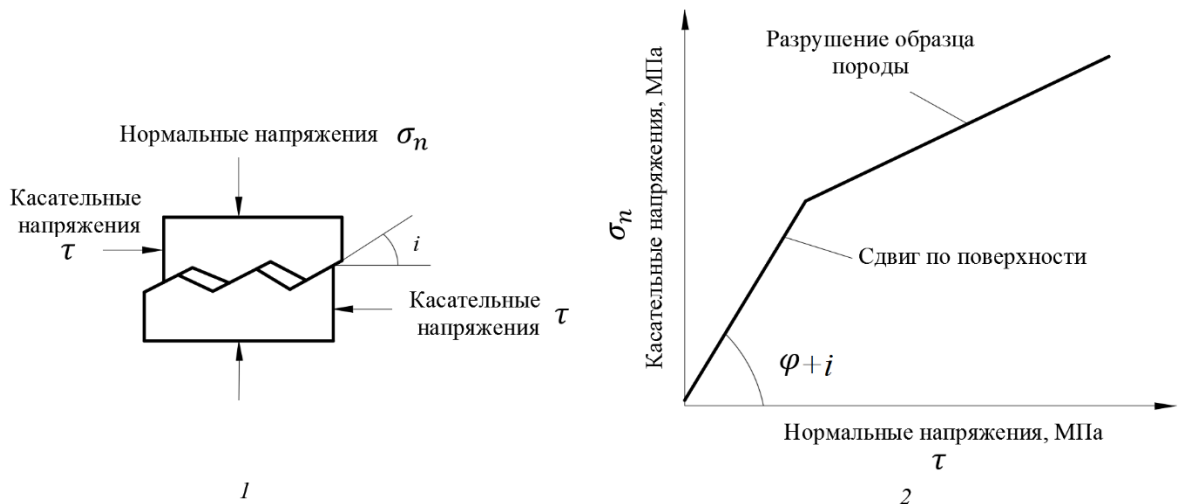 Нормальные напряжения σn
Касательные
напряжения
τ
i
Касательные
напряжения τ
1
Касательные напряжения, МПа
σn
Разрушение образца
породы
Сдвиг по поверхности
φ+i
Нормальные напряжения, МПа
τ
2